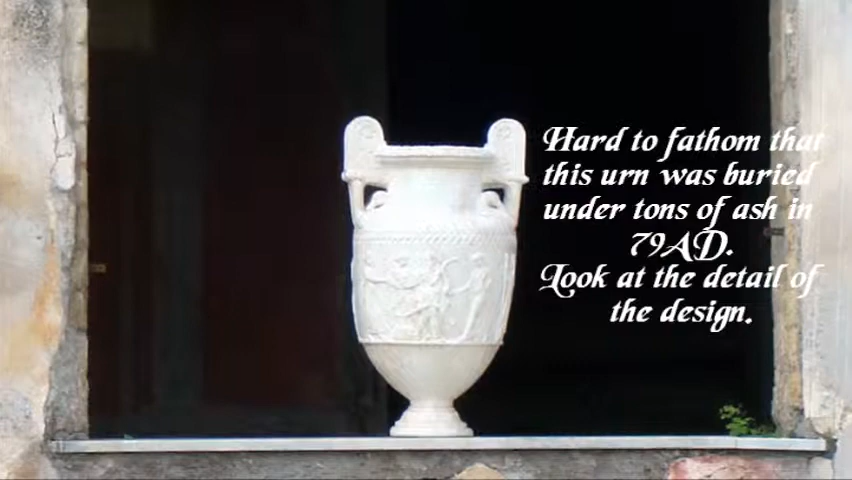 Hard to fathom that
this urn was buried
under tons of ash in
79AD.
Look at the detail of
the design.